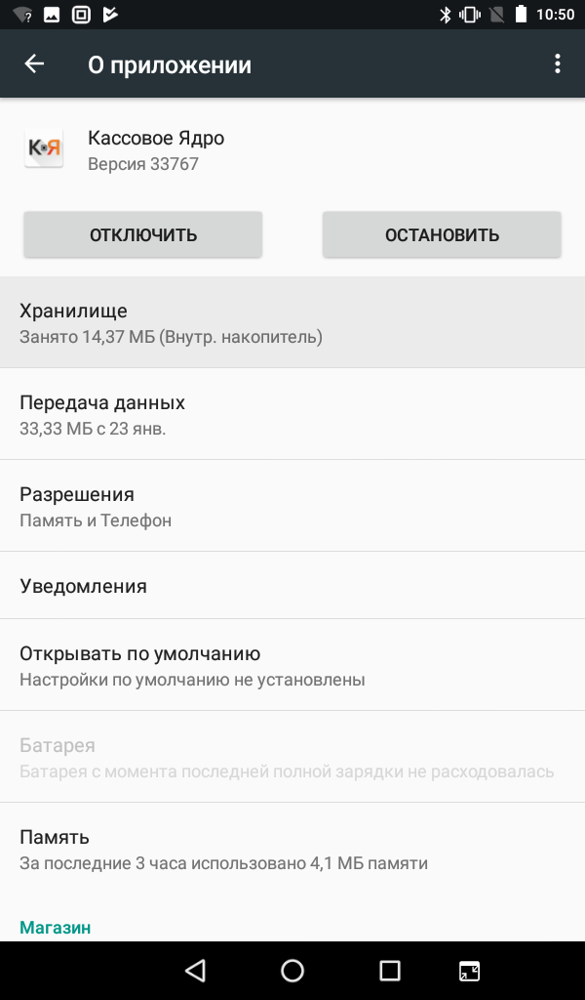 10:50
О приложении
К Я
Кассовое Ядро
Версия 33767
ОТКЛЮЧИТЬ
ОСТАНОВИТЬ
Хранилище
Занято 14,37 МБ (Внутр. накопитель)
Передача данных
33,33 МБ с 23 янв.
Разрешения
Память и Телефон
Уведомления
Открывать по умолчанию
Настройки по умолчанию не установлены
Батарея
Батарея с момента последней полной зарядки не расходовалась
Память
За последние 3 часа использовано 4,1 МБ памяти
Магазин